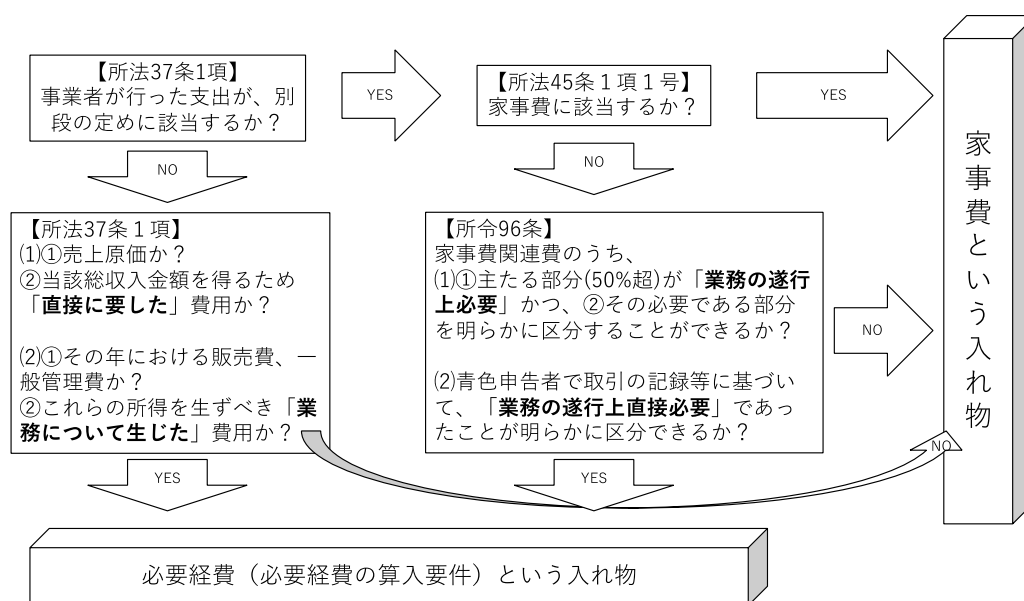 【所法37条1項】
事業者が行った支出が、別
段の定めに該当するか？
YES
【所法45条１項１号】
家事費に該当するか？
YES
NO
NO
【所法37条１項】
⑴①売上原価か？
②当該総収入金額を得るため
「直接に要した」費用か？
⑵①その年における販売費、一
般管理費か？
②これらの所得を生ずべき「業
務について生じた」費用か？
【所令96条】
家事費関連費のうち、
⑴①主たる部分(50%超)が「業務の遂行
上必要」かつ、②その必要である部分
を明らかに区分することができるか？
⑵青色申告者で取引の記録等に基づい
て、「業務の遂行上直接必要」であっ
たことが明らかに区分できるか？
NO
NO
YES
YES
家事費という入れ物
必要経費（必要経費の算入要件）という入れ物